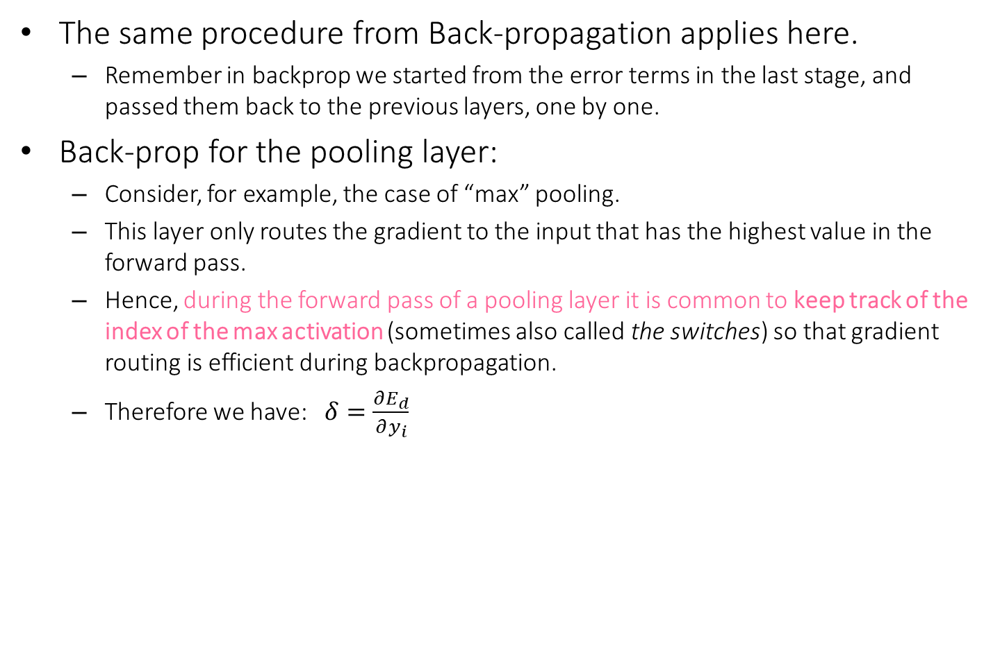 • The same procedure from Back-propagation applies here.
– Remember in backprop we started from the error terms in the last stage, and
passed them back to the previous layers, one by one.
• Back-prop for the pooling layer:
– Consider, for example, the case of “max” pooling.
– This layer only routes the gradient to the input that has the highest value in the
forward pass.
– Hence, during the forward pass of a pooling layer it is common to keep track of the
index of the max activation (sometimes also called the switches) so that gradient
routing is efficient during backpropagation.
– Therefore we have: δ = ∂E_d / ∂y_i